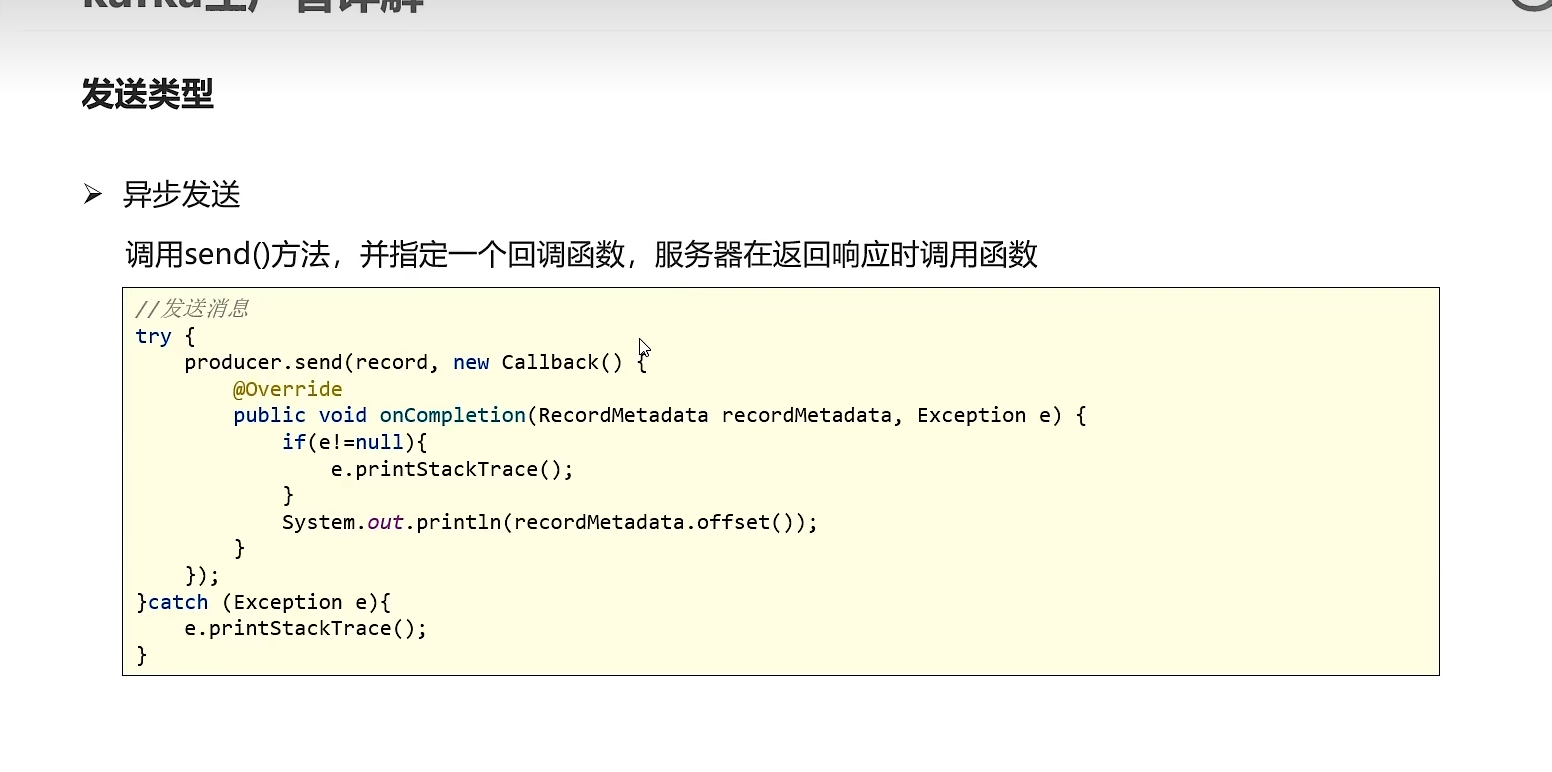 发送类型
➢ 异步发送
调用send()方法，并指定一个回调函数，服务器在返回响应时调用函数
//发送消息
try {
    producer.send(record, new Callback() {
        @Override
        public void onCompletion(RecordMetadata recordMetadata, Exception e) {
            if(e!=null){
                e.printStackTrace();
            }
            System.out.println(recordMetadata.offset());
        }
    });
}catch (Exception e){
    e.printStackTrace();
}